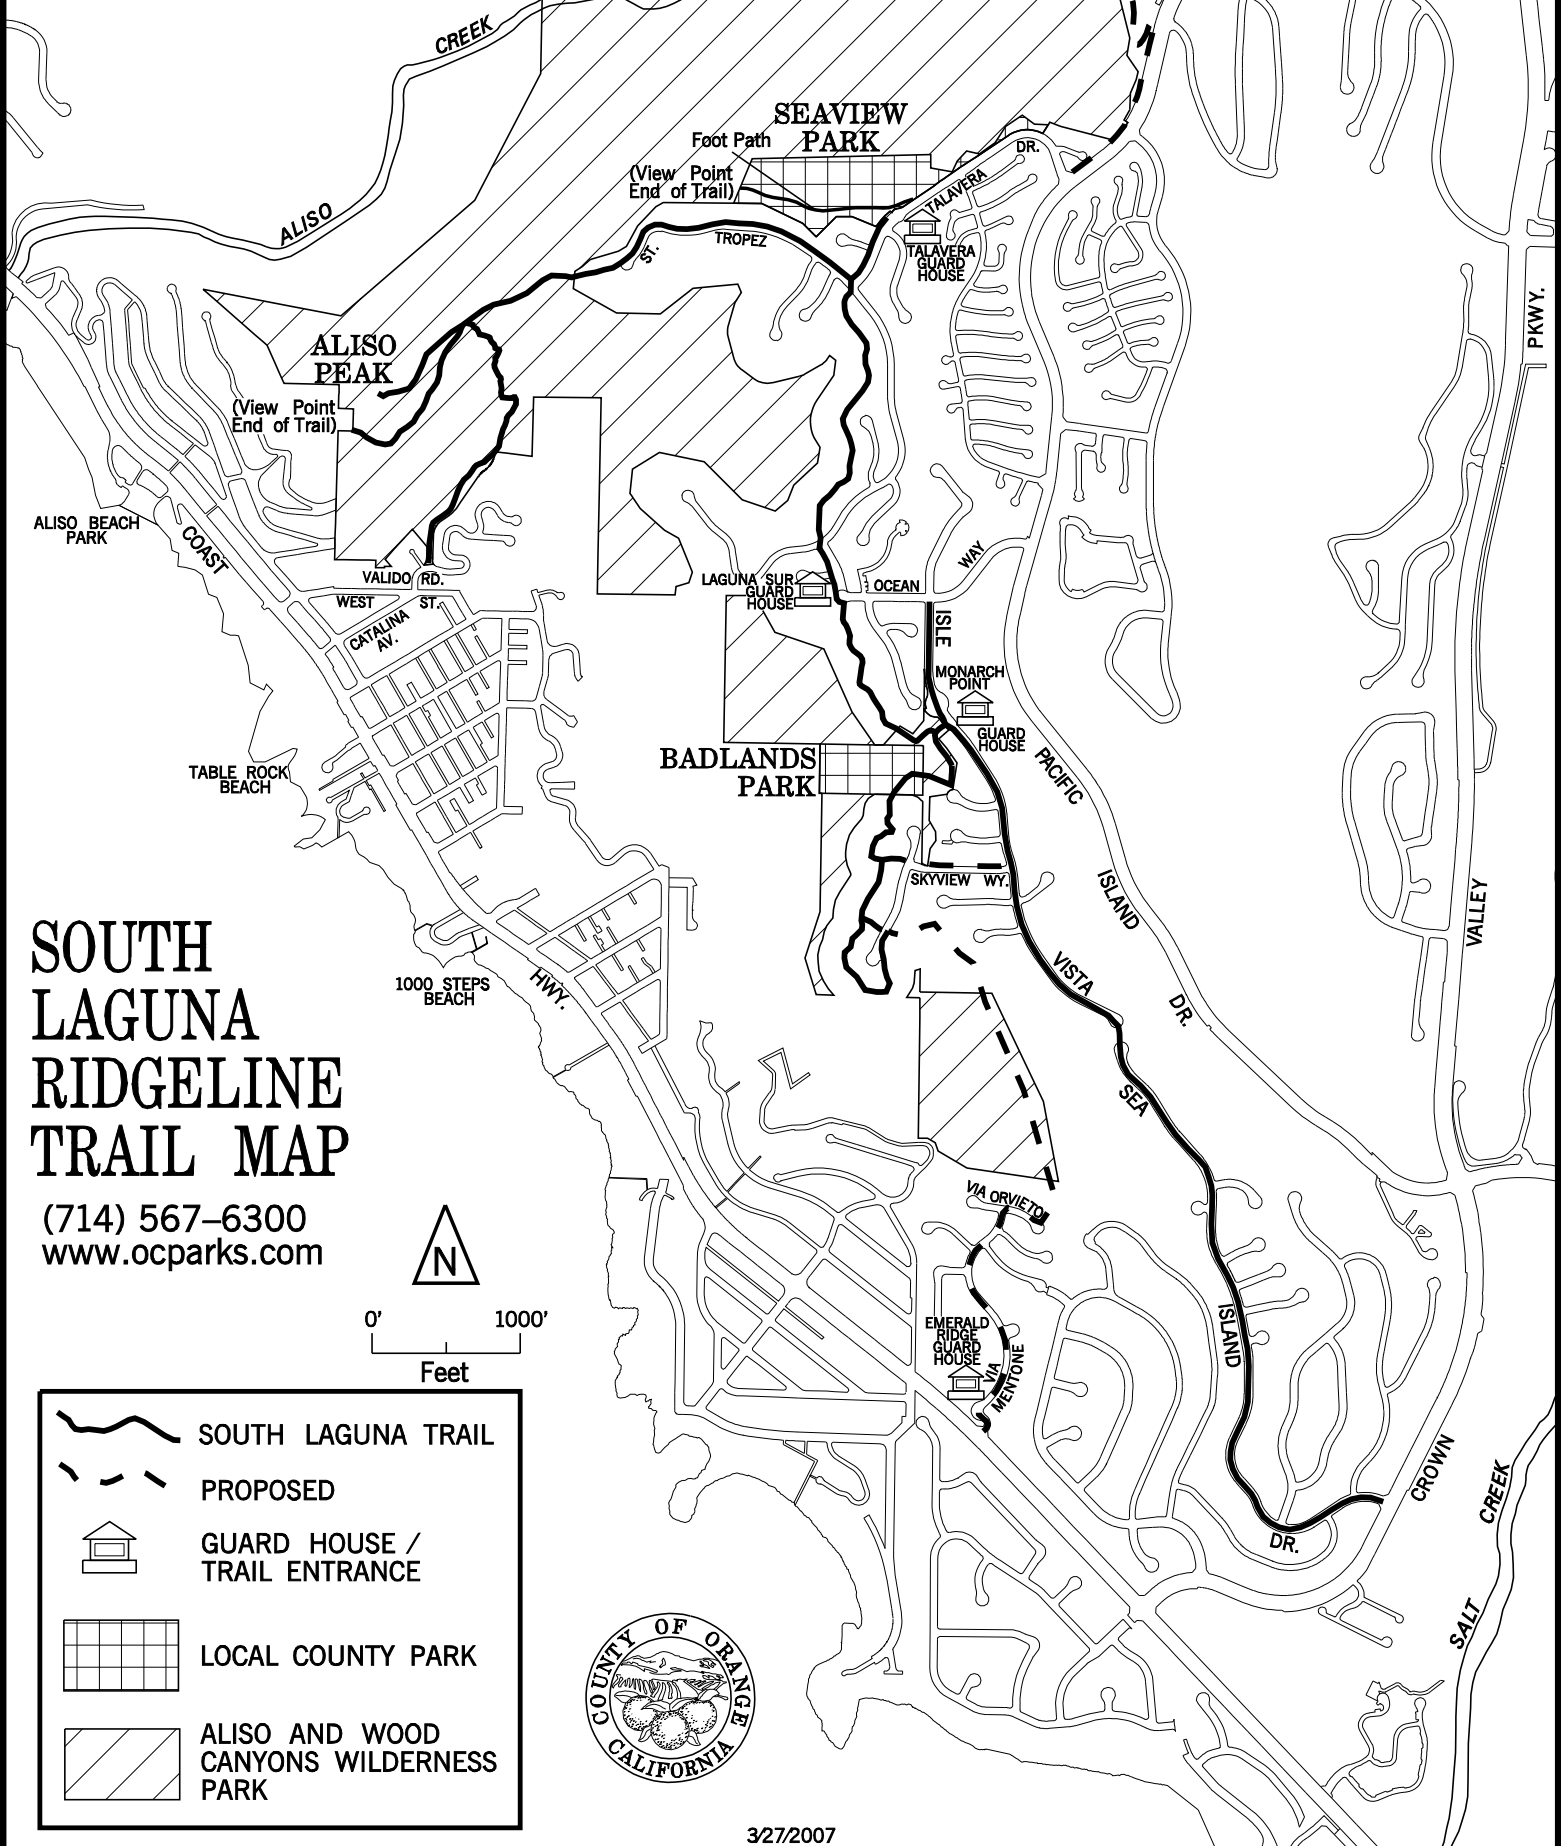 CREEK
ALISO
SEAVIEW
PARK
Foot Path
(View Point
End of Trail)
DR.
TALAVERA
TALAVERA
GUARD
HOUSE
ST.
TROPEZ
PKWY.
ALISO
PEAK
(View Point
End of Trail)
ALISO BEACH
PARK
COAST
VALIDO RD.
WEST ST.
CATALINA
AV.
LAGUNA SUR
GUARD
HOUSE
OCEAN
WAY
ISLE
MONARCH
POINT
GUARD
HOUSE
BADLANDS
PARK
PACIFIC
TABLE ROCK
BEACH
ISLAND
SKYVIEW WY.
VALLEY
VISTA
DR.
1000 STEPS
BEACH
HWY.
SEA
SOUTH
LAGUNA
RIDGELINE
TRAIL MAP
(714) 567–6300
www.ocparks.com
N
0'
1000'
Feet
VIA ORVIETO
EMERALD
RIDGE
GUARD
HOUSE
VIA
MENTONE
ISLAND
CROWN
DR.
CREEK
SALT
SOUTH LAGUNA TRAIL
PROPOSED
GUARD HOUSE /
TRAIL ENTRANCE
LOCAL COUNTY PARK
ALISO AND WOOD
CANYONS WILDERNESS
PARK
COUNTY OF ORANGE
CALIFORNIA
3/27/2007